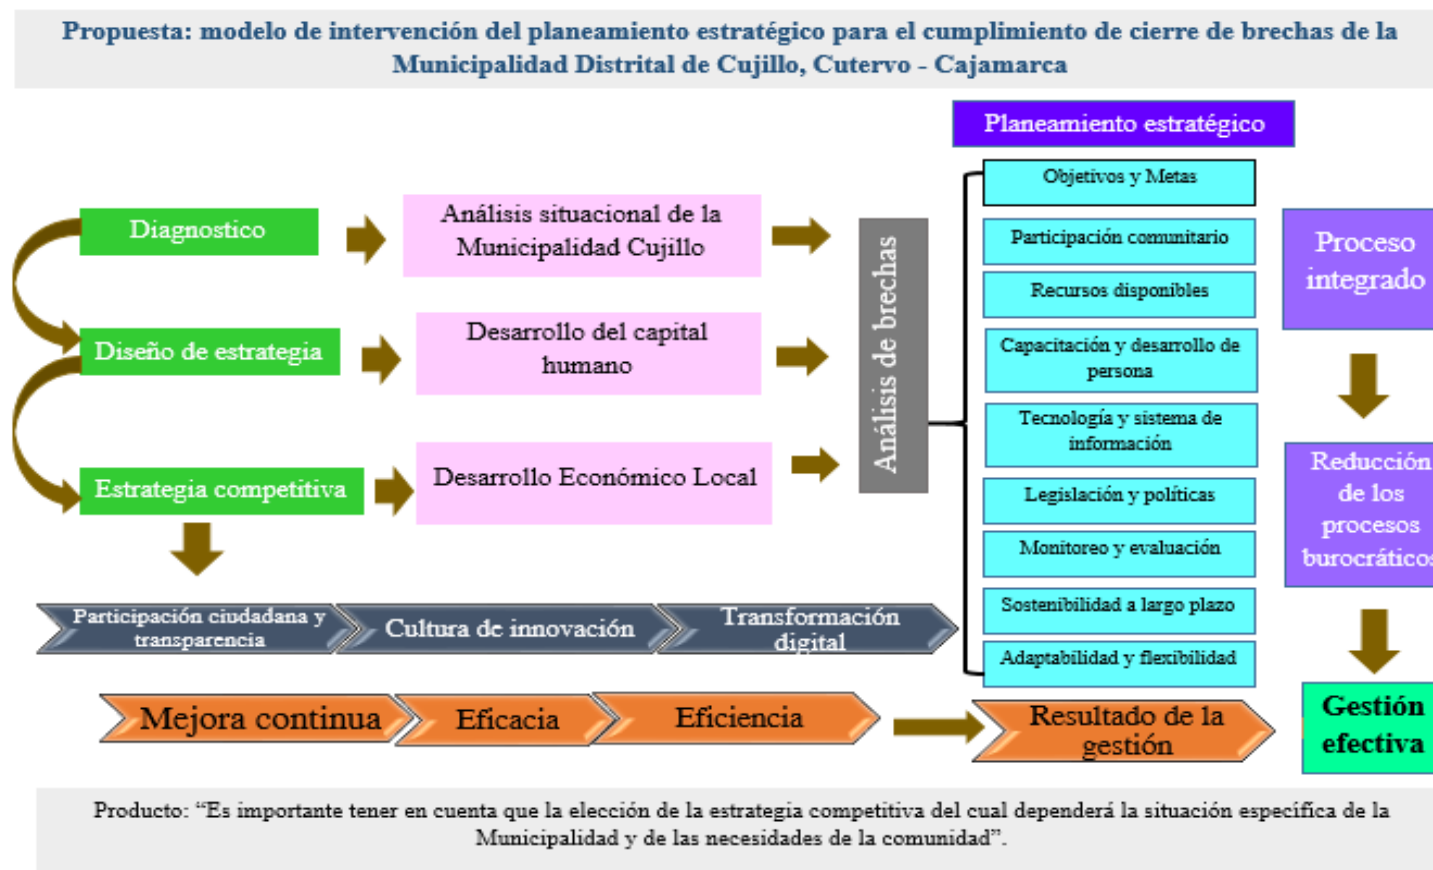 Propuesta: modelo de intervención del planeamiento estratégico para el cumplimiento de cierre de brechas de la
Municipalidad Distrital de Cujillo, Cutervo - Cajamarca
Diagnostico
Análisis situacional de la
Municipalidad Cujillo
Diseño de estrategia
Desarrollo del capital
humano
Estrategia competitiva
Desarrollo Económico Local
Análisis de brechas
Planeamiento estratégico
Objetivos y Metas
Participación comunitario
Recursos disponibles
Capacitación y desarrollo de
persona
Tecnología y sistema de
información
Legislación y políticas
Monitoreo y evaluación
Sostenibilidad a largo plazo
Adaptabilidad y flexibilidad
Proceso
integrado
Reducción
de los
procesos
burocráticos
Gestión
efectiva
Participación ciudadana y
transparencia
Cultura de innovación
Transformación
digital
Mejora continua
Eficacia
Eficiencia
Resultado de la
gestión
Producto: “Es importante tener en cuenta que la elección de la estrategia competitiva del cual dependerá la situación específica de la
Municipalidad y de las necesidades de la comunidad”.